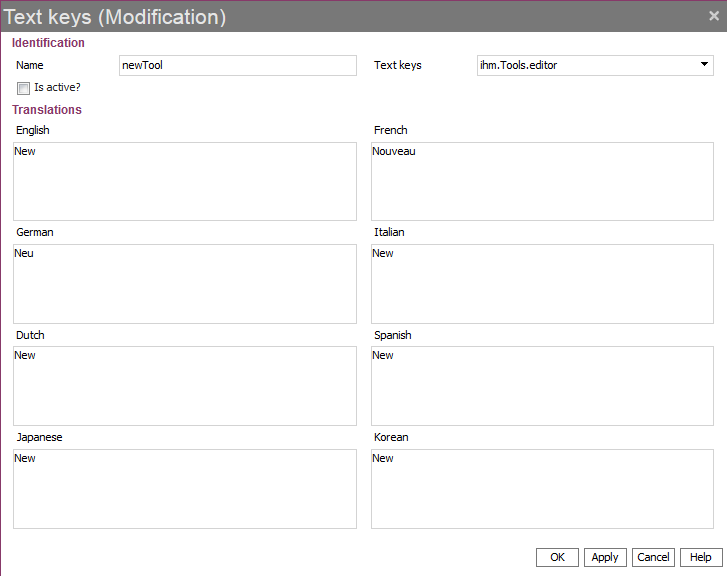 Text keys (Modification)
Identification
Name newTool Text keys ihm.Tools.editor
Is active?
Translations
English French
New Nouveau
German Italian
Neu New
Dutch Spanish
New New
Japanese Korean
New New
OK Apply Cancel Help